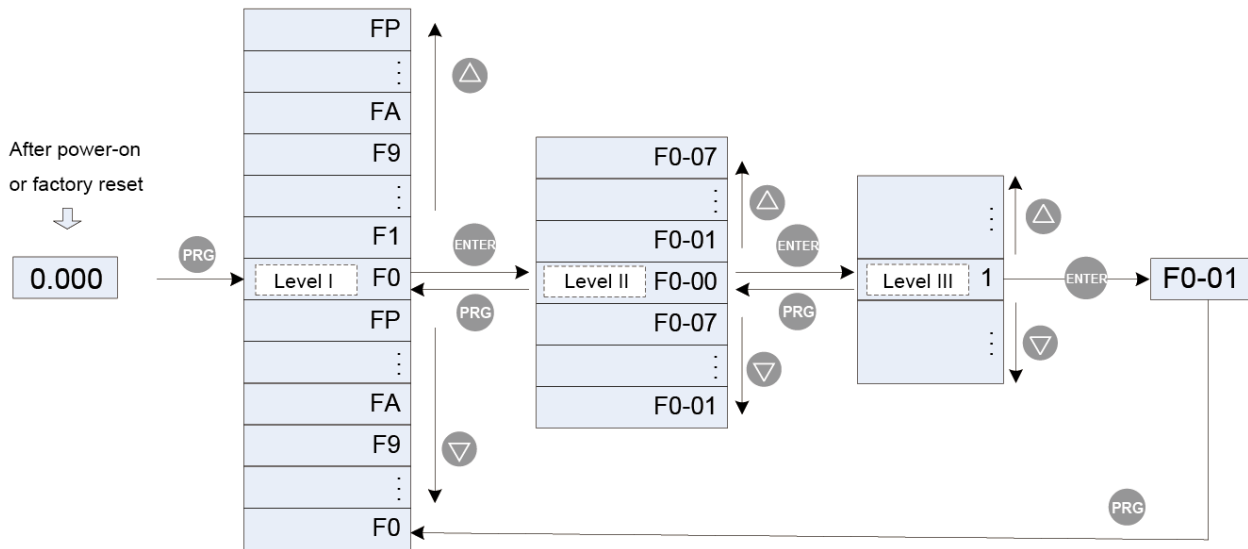 After power-on
or factory reset
0.000
PRG
FP
⋮
FA
F9
⋮
F1
Level I F0
FP
⋮
FA
F9
⋮
F0
ENTER
PRG
F0-07
⋮
F0-01
Level II F0-00
F0-07
⋮
F0-01
ENTER
PRG
⋮
Level III 1
⋮
ENTER
F0-01
PRG